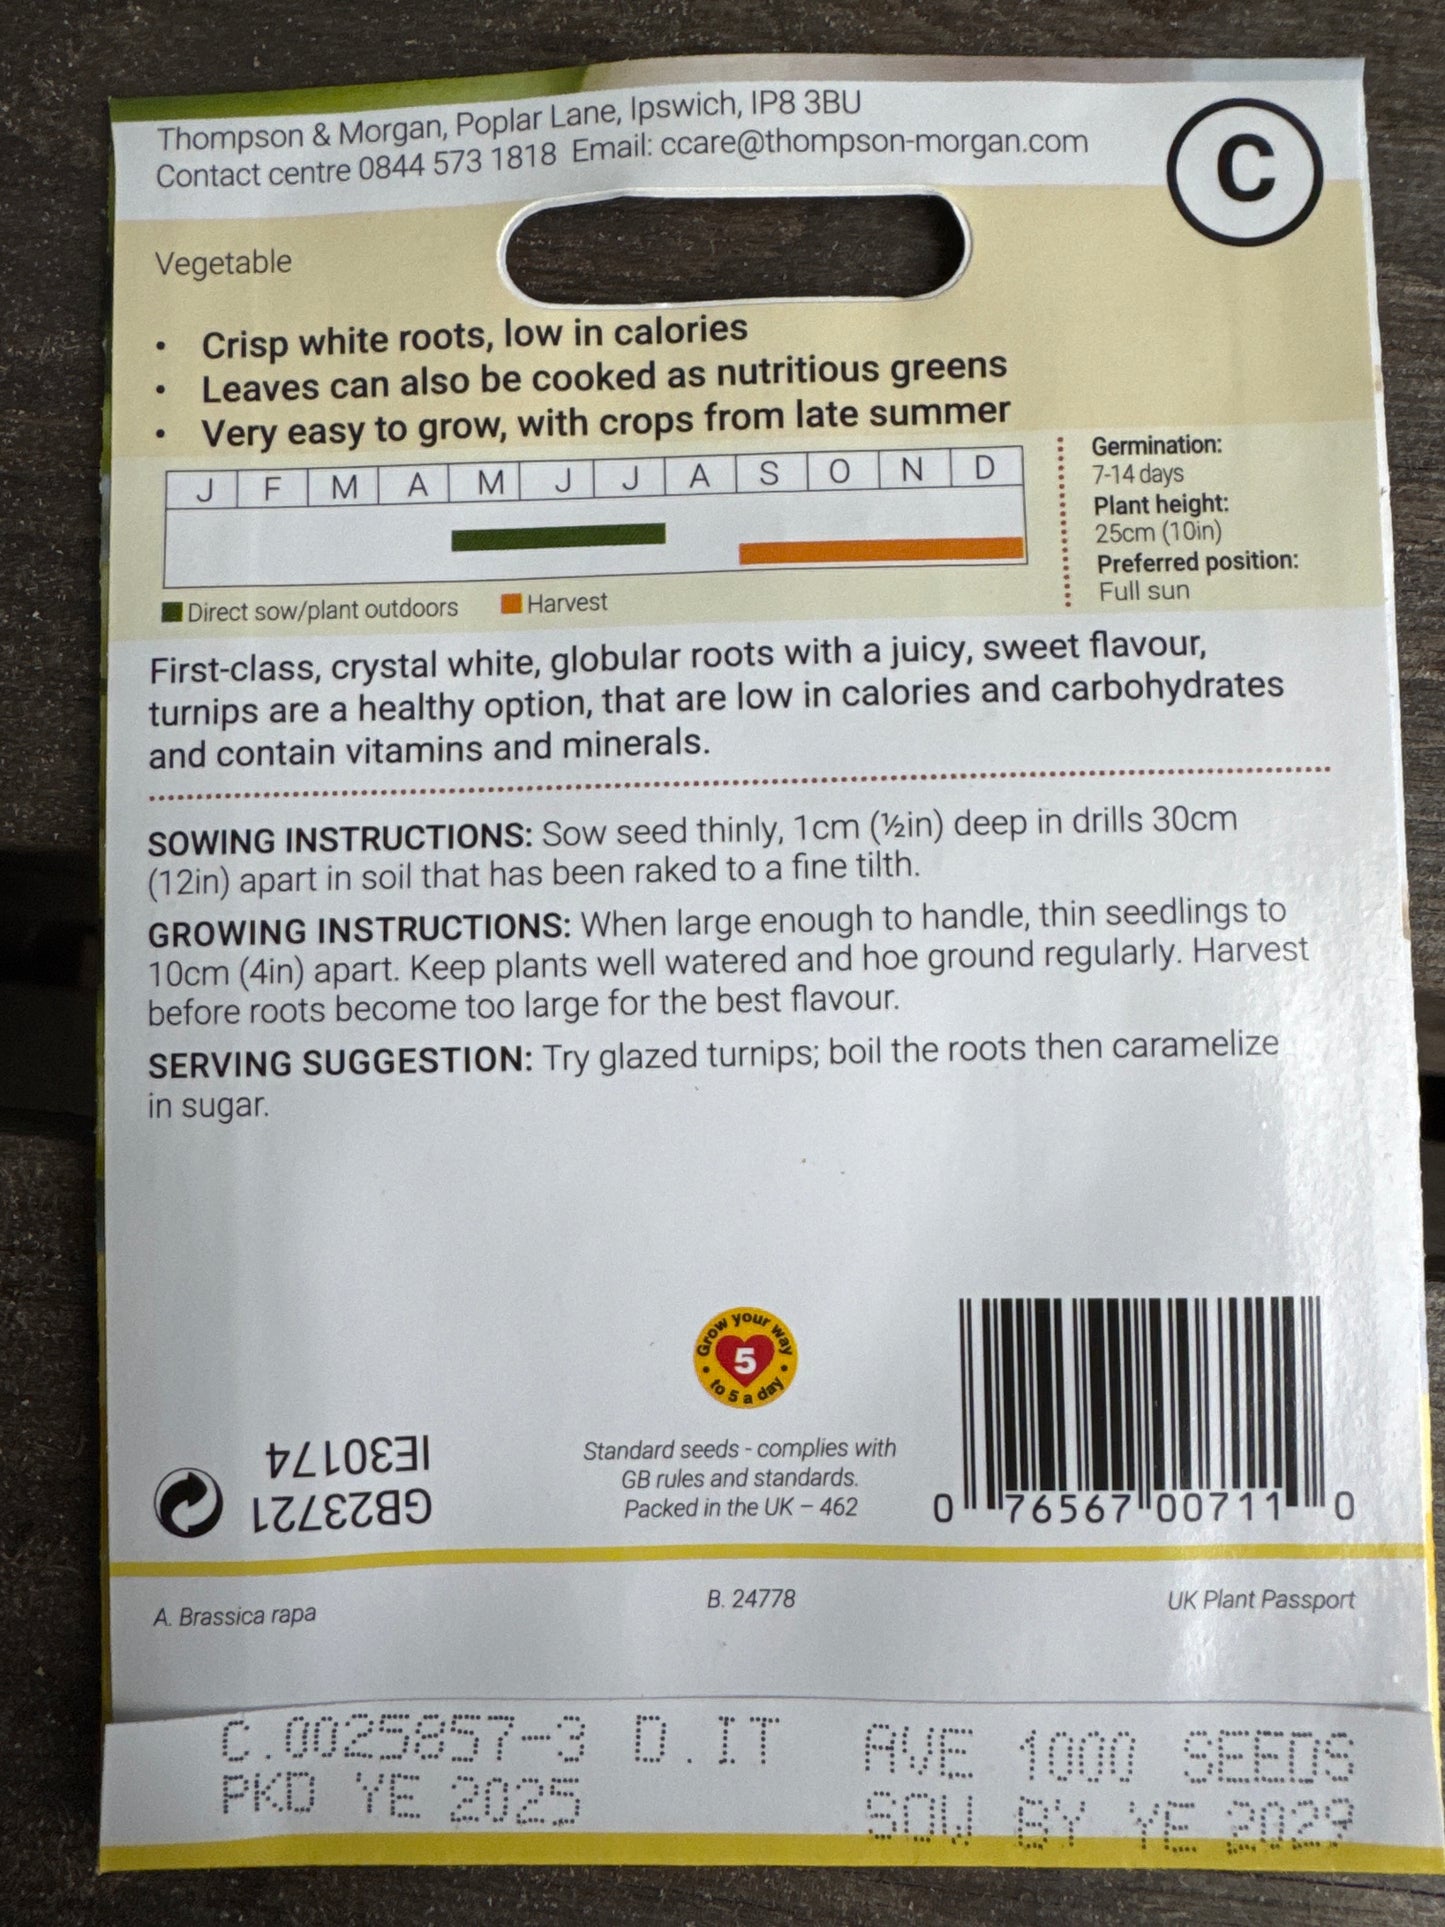 Thompson & Morgan, Poplar Lane, Ipswich, IP8 3BU
Contact centre 0844 573 1818 Email: ccare@thompson-morgan.com
C
Vegetable
• Crisp white roots, low in calories
• Leaves can also be cooked as nutritious greens
• Very easy to grow, with crops from late summer
J F M A M J J A S O N D
Direct sow/plant outdoors Harvest
Germination:
7-14 days
Plant height:
25cm (10in)
Preferred position:
Full sun
First-class, crystal white, globular roots with a juicy, sweet flavour,
turnips are a healthy option, that are low in calories and carbohydrates
and contain vitamins and minerals.
SOWING INSTRUCTIONS: Sow seed thinly, 1cm (½in) deep in drills 30cm
(12in) apart in soil that has been raked to a fine tilth.
GROWING INSTRUCTIONS: When large enough to handle, thin seedlings to
10cm (4in) apart. Keep plants well watered and hoe ground regularly. Harvest
before roots become too large for the best flavour.
SERVING SUGGESTION: Try glazed turnips; boil the roots then caramelize
in sugar.
GB23721
IE30174
Grow your way
5
to 5 a day
Standard seeds - complies with
GB rules and standards.
Packed in the UK – 462
0 76567 00711 0
A. Brassica rapa
B. 24778
UK Plant Passport
C.0025857-3 D.IT AVE 1000 SEEDS
PKD YE 2025 SOW BY YE 2029